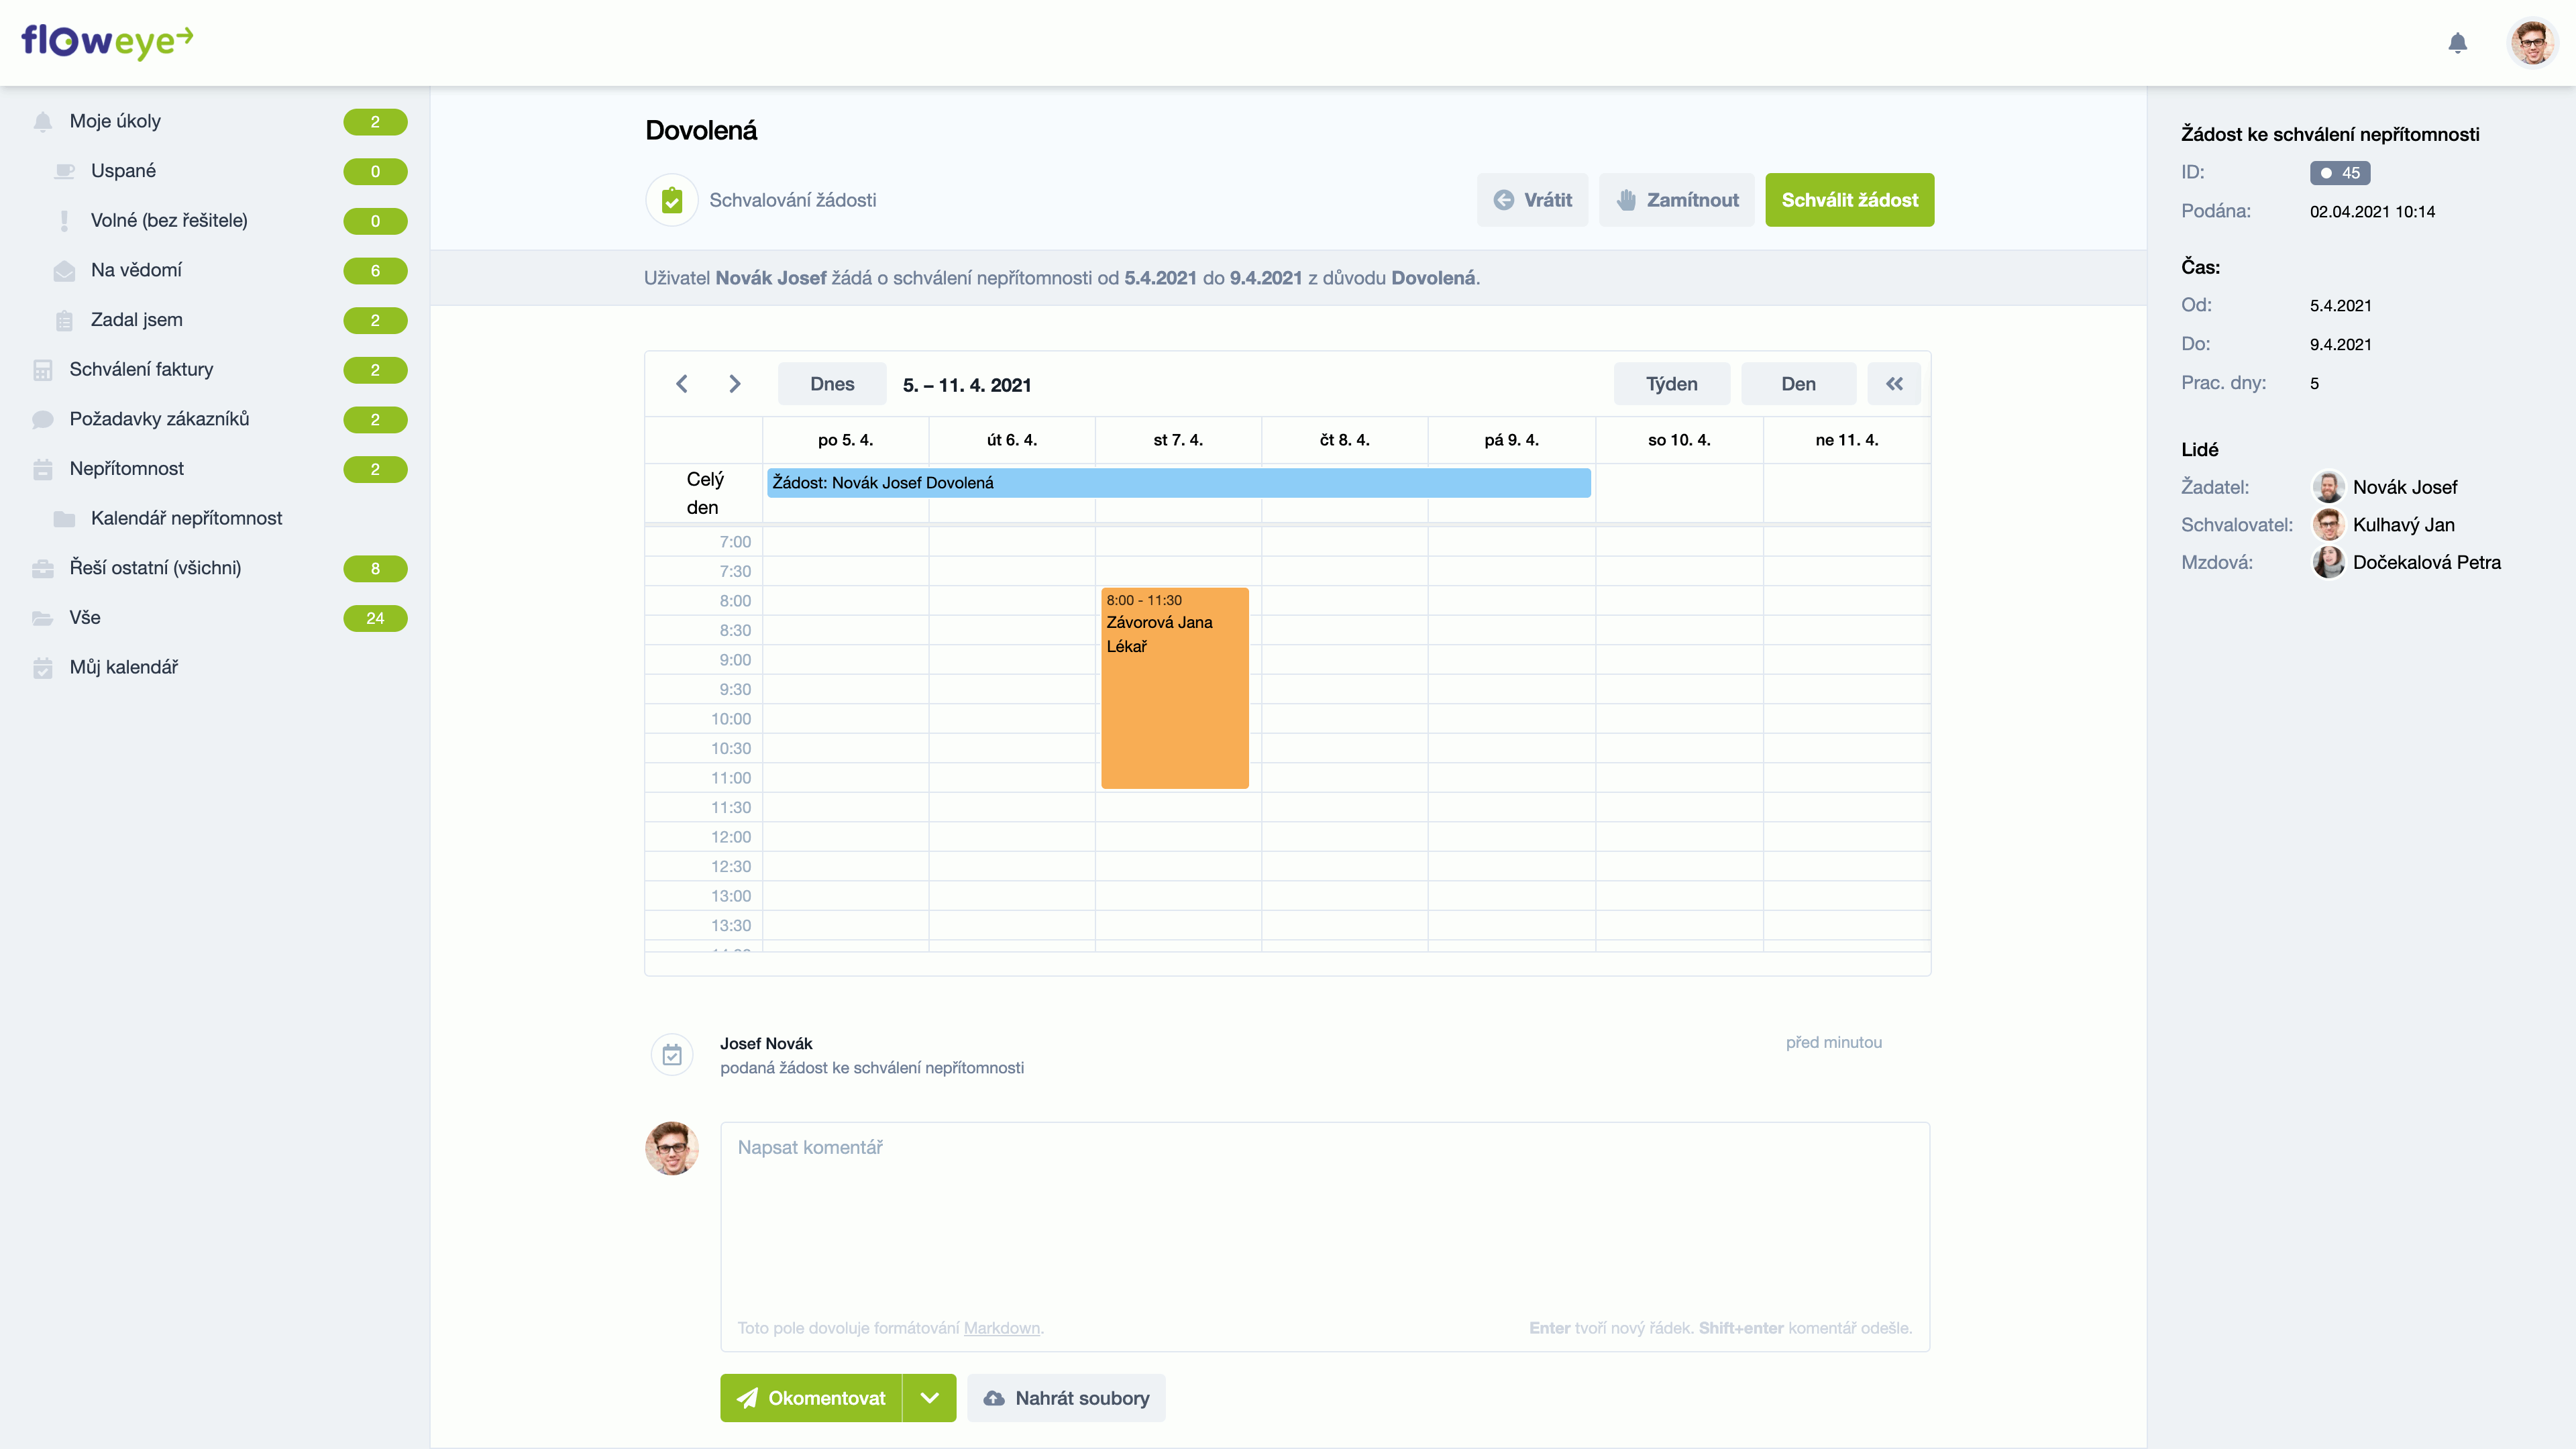 floweye
Moje úkoly 2
Uspané 0
Volné (bez řešitele) 0
Na vědomí 6
Zadal jsem 2
Schválení faktury 2
Požadavky zákazníků 2
Nepřítomnost 2
Kalendář nepřítomnost
Řeší ostatní (všichni) 8
Vše 24
Můj kalendář
Dovolená
Schvalování žádosti
Vrátit
Zamítnout
Schválit žádost
Uživatel Novák Josef žádá o schválení nepřítomnosti od 5.4.2021 do 9.4.2021 z důvodu Dovolená.
Dnes
5. – 11. 4. 2021
Týden
Den
po 5. 4.
út 6. 4.
st 7. 4.
čt 8. 4.
pá 9. 4.
so 10. 4.
ne 11. 4.
Celý
den
Žádost: Novák Josef Dovolená
7:00
7:30
8:00
8:30
9:00
9:30
10:00
10:30
11:00
11:30
12:00
12:30
13:00
13:30
8:00 - 11:30
Závorová Jana
Lékař
Josef Novák
před minutou
podaná žádost ke schválení nepřítomnosti
Napsat komentář
Toto pole dovoluje formátování Markdown.
Enter tvoří nový řádek. Shift+enter komentář odešle.
Okomentovat
Nahrát soubory
Žádost ke schválení nepřítomnosti
ID: 45
Podána: 02.04.2021 10:14
Čas:
Od: 5.4.2021
Do: 9.4.2021
Prac. dny: 5
Lidé
Žadatel: Novák Josef
Schvalovatel: Kulhavý Jan
Mzdová: Dočekalová Petra